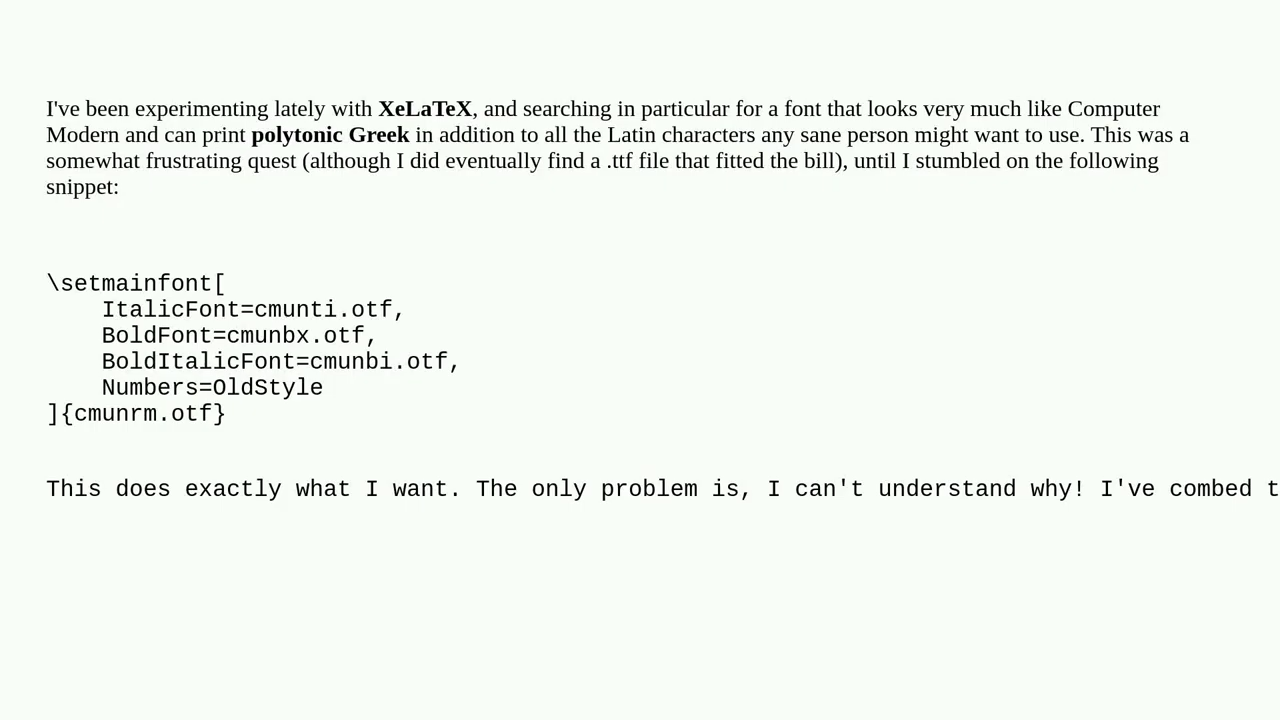 I've been experimenting lately with XeLaTeX, and searching in particular for a font that looks very much like Computer
Modern and can print polytonic Greek in addition to all the Latin characters any sane person might want to use. This was a
somewhat frustrating quest (although I did eventually find a .ttf file that fitted the bill), until I stumbled on the following
snippet:
\setmainfont[
    ItalicFont=cmunti.otf,
    BoldFont=cmunbx.otf,
    BoldItalicFont=cmunbi.otf,
    Numbers=OldStyle
]{cmunrm.otf}
This does exactly what I want. The only problem is, I can't understand why! I've combed